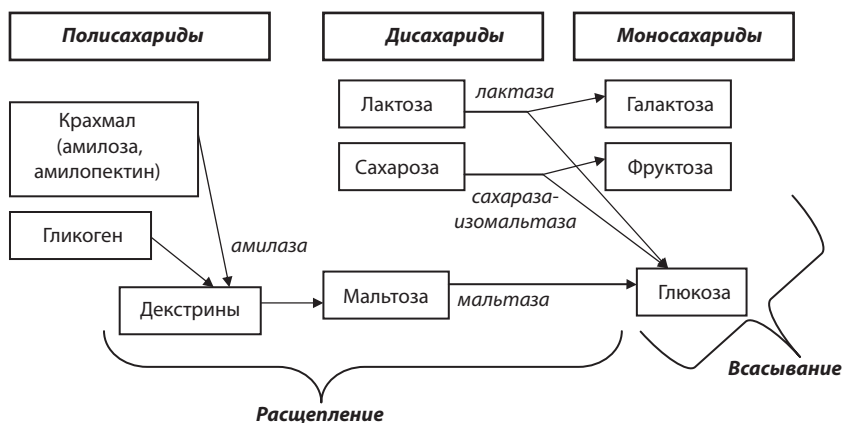 Полисахариды
Дисахариды
Моносахариды
Крахмал
(амилоза,
амилопектин)
Лактоза
лактаза
Галактоза
Сахароза
Фруктоза
сахараза-
изомальтаза
Гликоген
амилаза
Декстрины
Мальтоза
мальтаза
Глюкоза
Всасывание
Расщепление